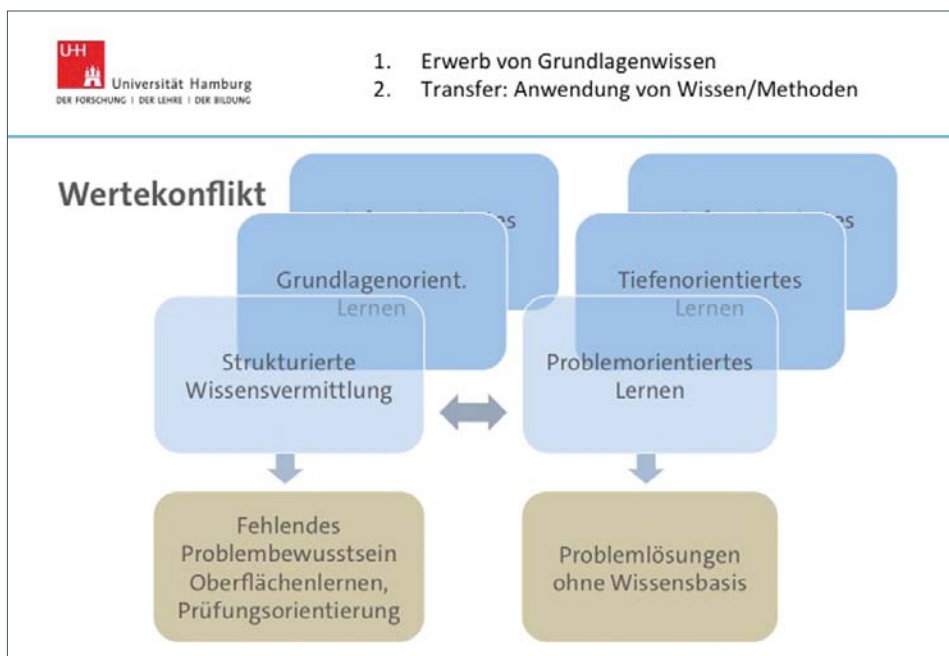 UHH
Universität Hamburg
DER FORSCHUNG | DER LEHRE | DER BILDUNG
1. Erwerb von Grundlagenwissen
2. Transfer: Anwendung von Wissen/Methoden
Wertekonflikt
Grundlagenorient.
Lernen
Tiefenorientiertes
Lernen
Strukturierte
Wissensvermittlung
Problemorientiertes
Lernen
Fehlendes
Problembewusstsein
Oberflächenlernen,
Prüfungsorientierung
Problemlösungen
ohne Wissensbasis